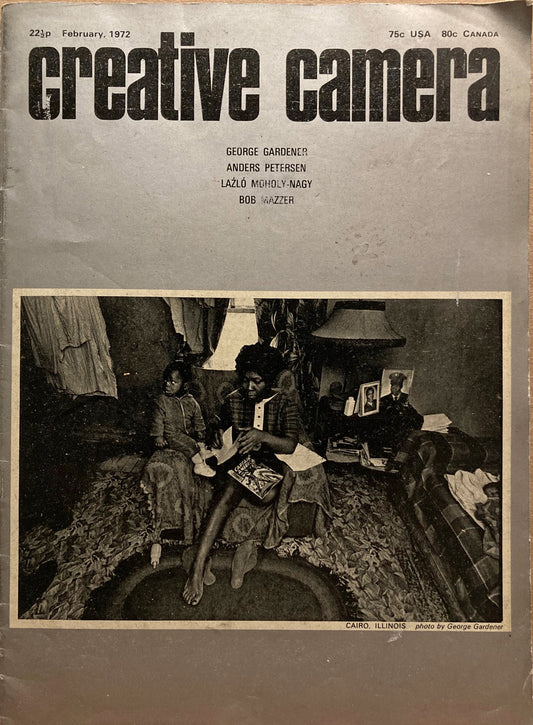 22½p February, 1972 75c USA 80c CANADA
creative camera
GEORGE GARDENER
ANDERS PETERSEN
LAŹLÓ MOHOLY-NAGY
BOB MAZZER
CAIRO, ILLINOIS photo by George Gardener